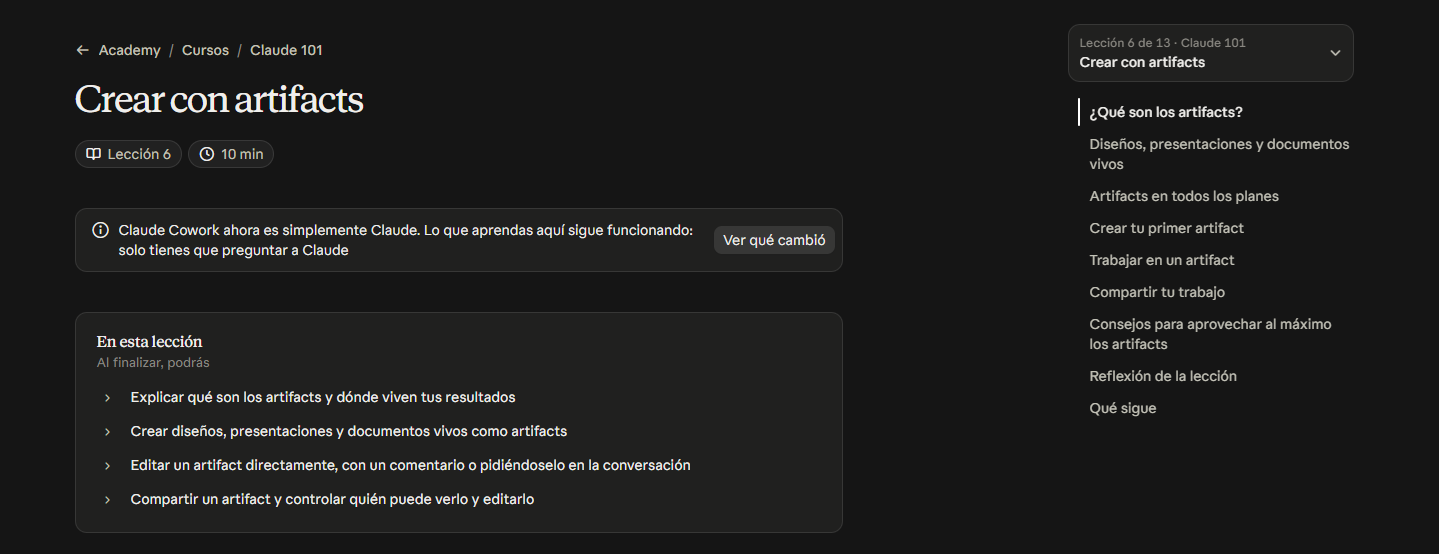 ← Academy / Cursos / Claude 101
Crear con artifacts
Lección 6
10 min
Claude Cowork ahora es simplemente Claude. Lo que aprendas aquí sigue funcionando:
solo tienes que preguntar a Claude
Ver qué cambió
En esta lección
Al finalizar, podrás
Explicar qué son los artifacts y dónde viven tus resultados
Crear diseños, presentaciones y documentos vivos como artifacts
Editar un artifact directamente, con un comentario o pidiéndoselo en la conversación
Compartir un artifact y controlar quién puede verlo y editarlo
Lección 6 de 13 · Claude 101
Crear con artifacts
¿Qué son los artifacts?
Diseños, presentaciones y documentos
vivos
Artifacts en todos los planes
Crear tu primer artifact
Trabajar en un artifact
Compartir tu trabajo
Consejos para aprovechar al máximo
los artifacts
Reflexión de la lección
Qué sigue